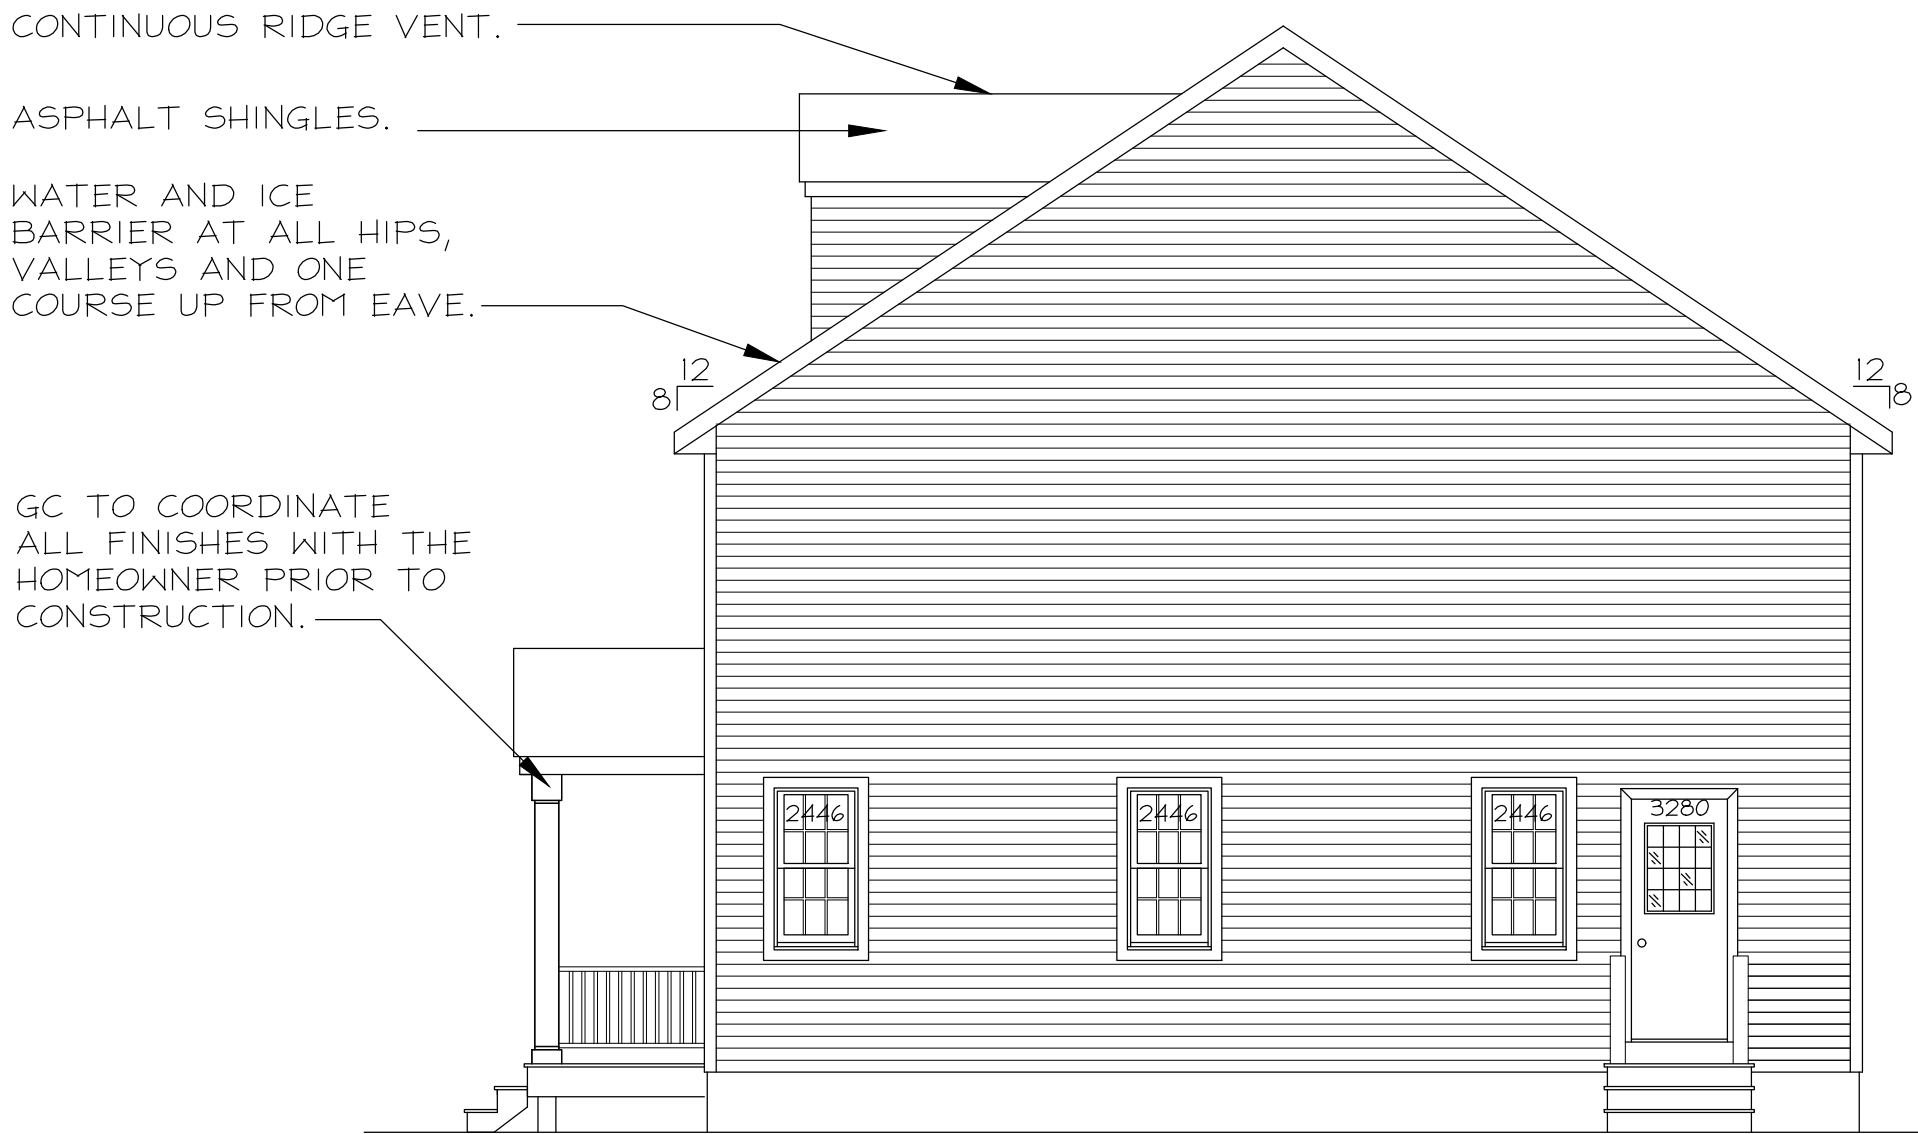 CONTINUOUS RIDGE VENT.
ASPHALT SHINGLES.
WATER AND ICE
BARRIER AT ALL HIPS,
VALLEYS AND ONE
COURSE UP FROM EAVE.
12
8
12
8
GC TO COORDINATE
ALL FINISHES WITH THE
HOMEOWNER PRIOR TO
CONSTRUCTION.
2446
2446
2446
3280